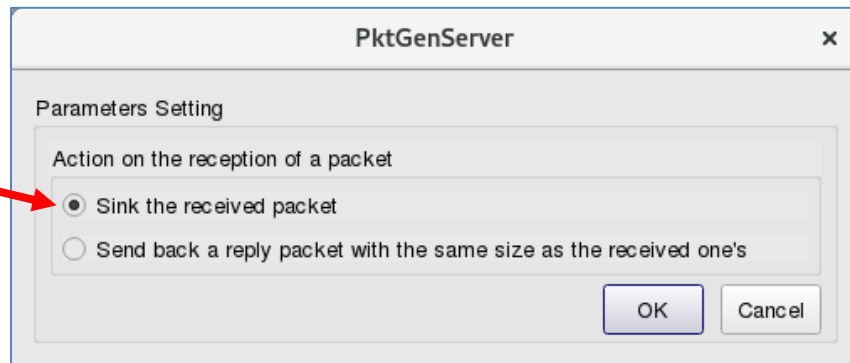 PktGenServer
Parameters Setting
Action on the reception of a packet
Sink the received packet
Send back a reply packet with the same size as the received one's
OK Cancel